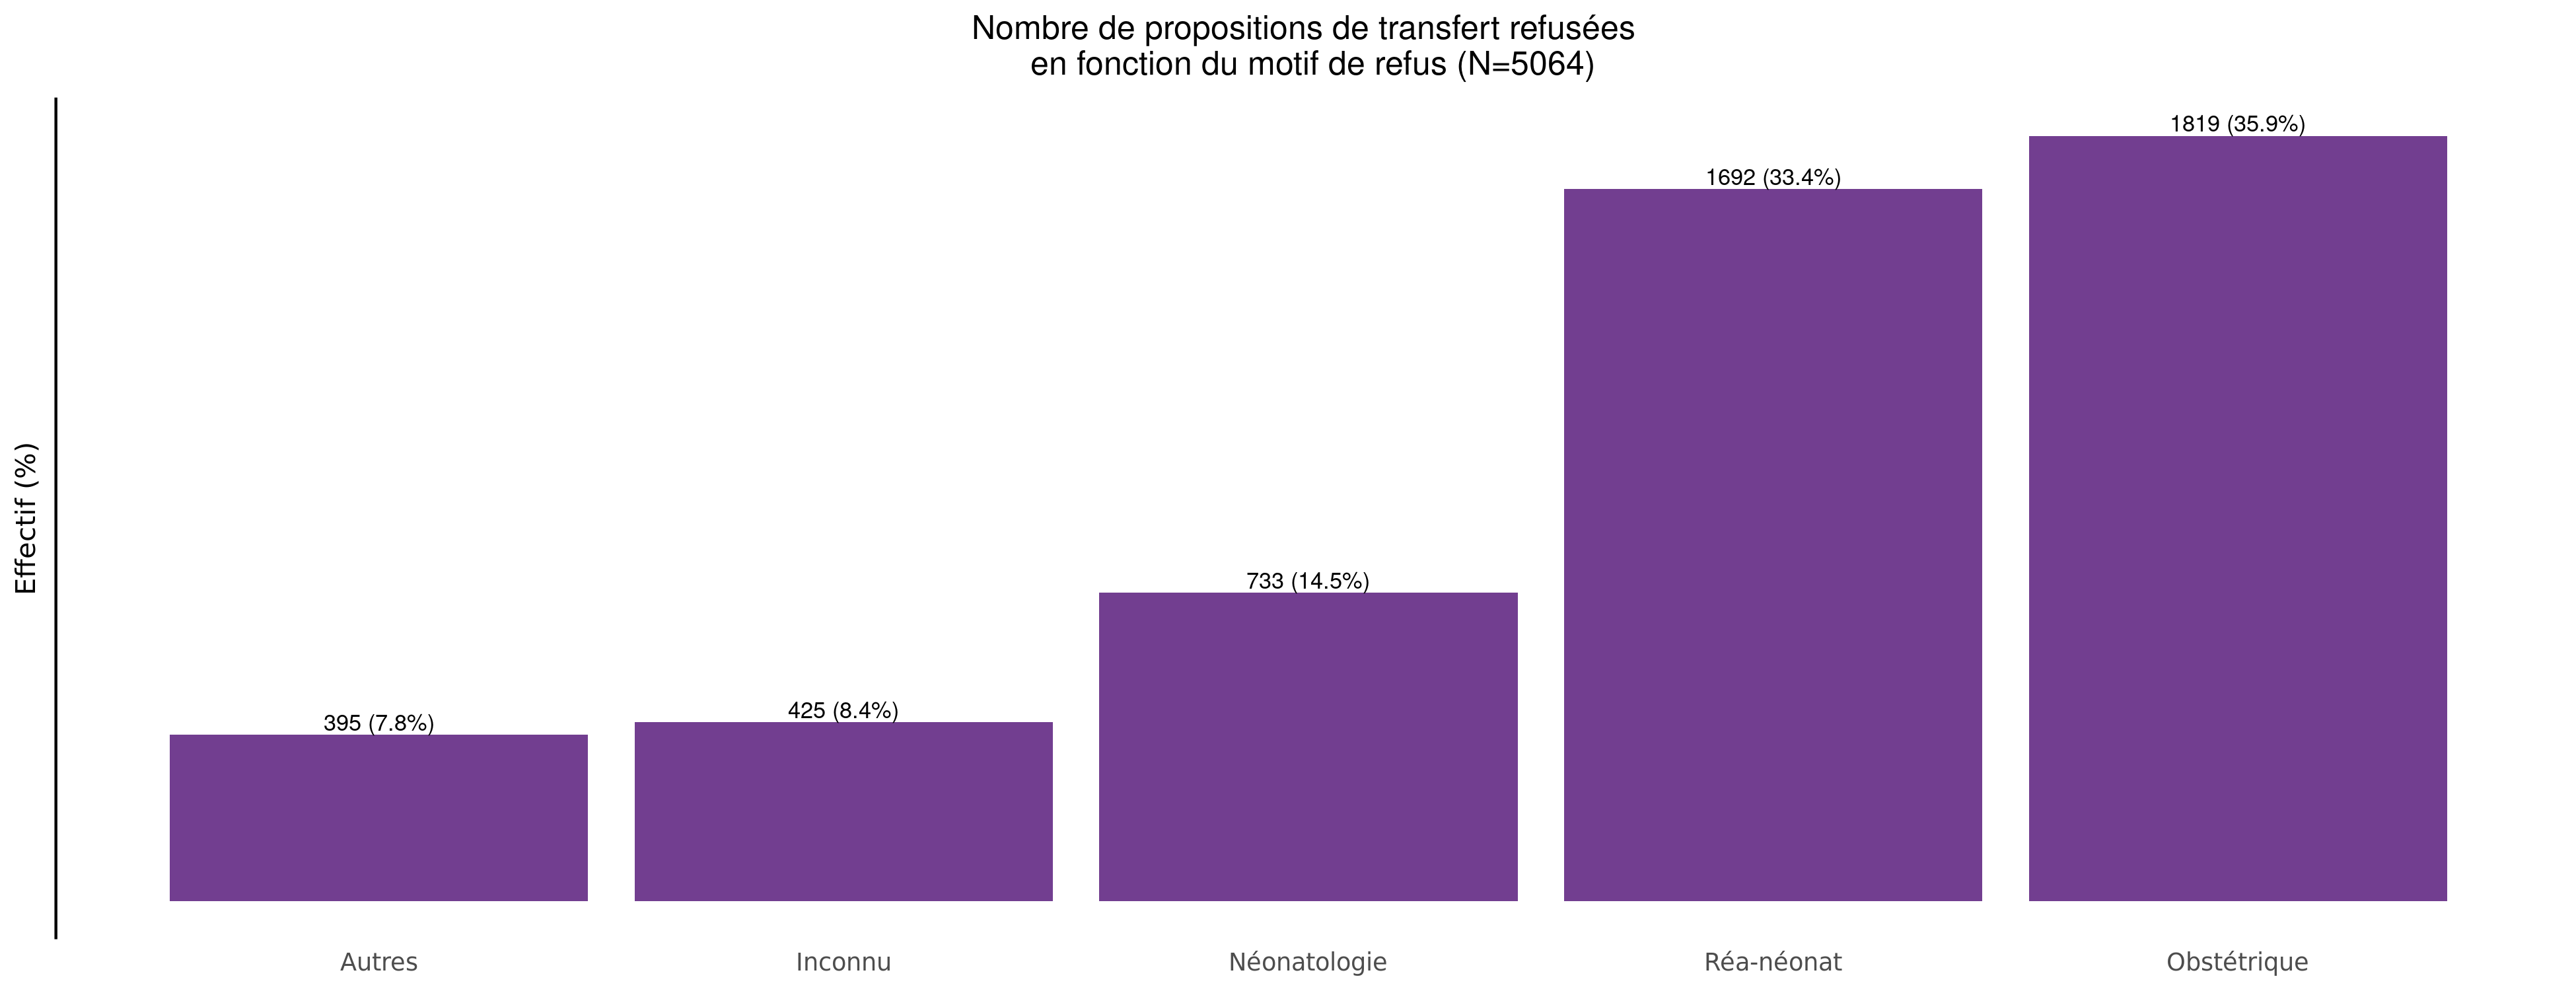 Nombre de propositions de transfert refusées
en fonction du motif de refus (N=5064)
Effectif (%)
395 (7.8%)
425 (8.4%)
733 (14.5%)
1692 (33.4%)
1819 (35.9%)
Autres
Inconnu
Néonatologie
Réa-néonat
Obstétrique